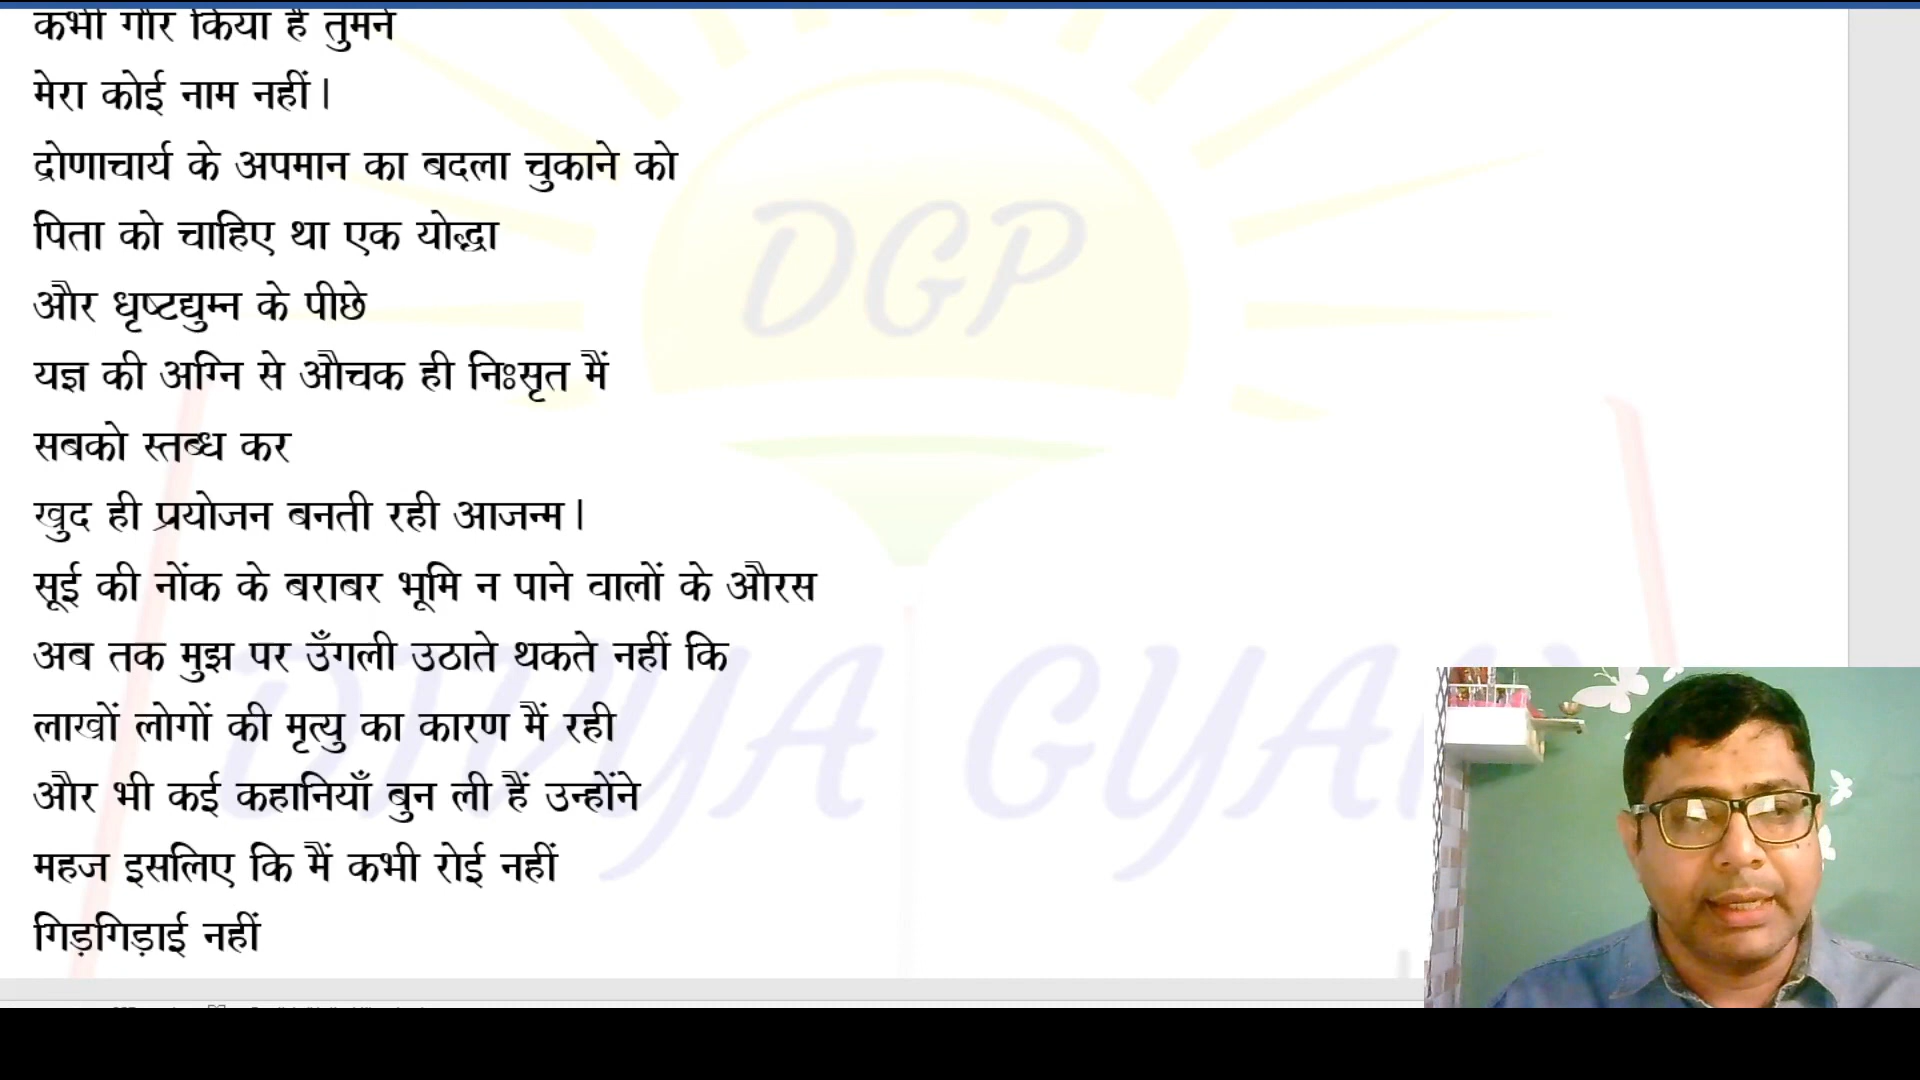 कभी गौर किया है तुमने
मेरा कोई नाम नहीं।
द्रोणाचार्य के अपमान का बदला चुकाने को
पिता को चाहिए था एक योद्धा
और धृष्टद्युम्न के पीछे
यज्ञ की अग्नि से औचक ही निःसृत मैं
सबको स्तब्ध कर
खुद ही प्रयोजन बनती रही आजन्म।
सूई की नोंक के बराबर भूमि न पाने वालों के औरस
अब तक मुझ पर उँगली उठाते थकते नहीं कि
लाखों लोगों की मृत्यु का कारण मैं रही
और भी कई कहानियाँ बुन ली हैं उन्होंने
महज इसलिए कि मैं कभी रोई नहीं
गिड़गिड़ाई नहीं
DGP
DIVYA GYAN